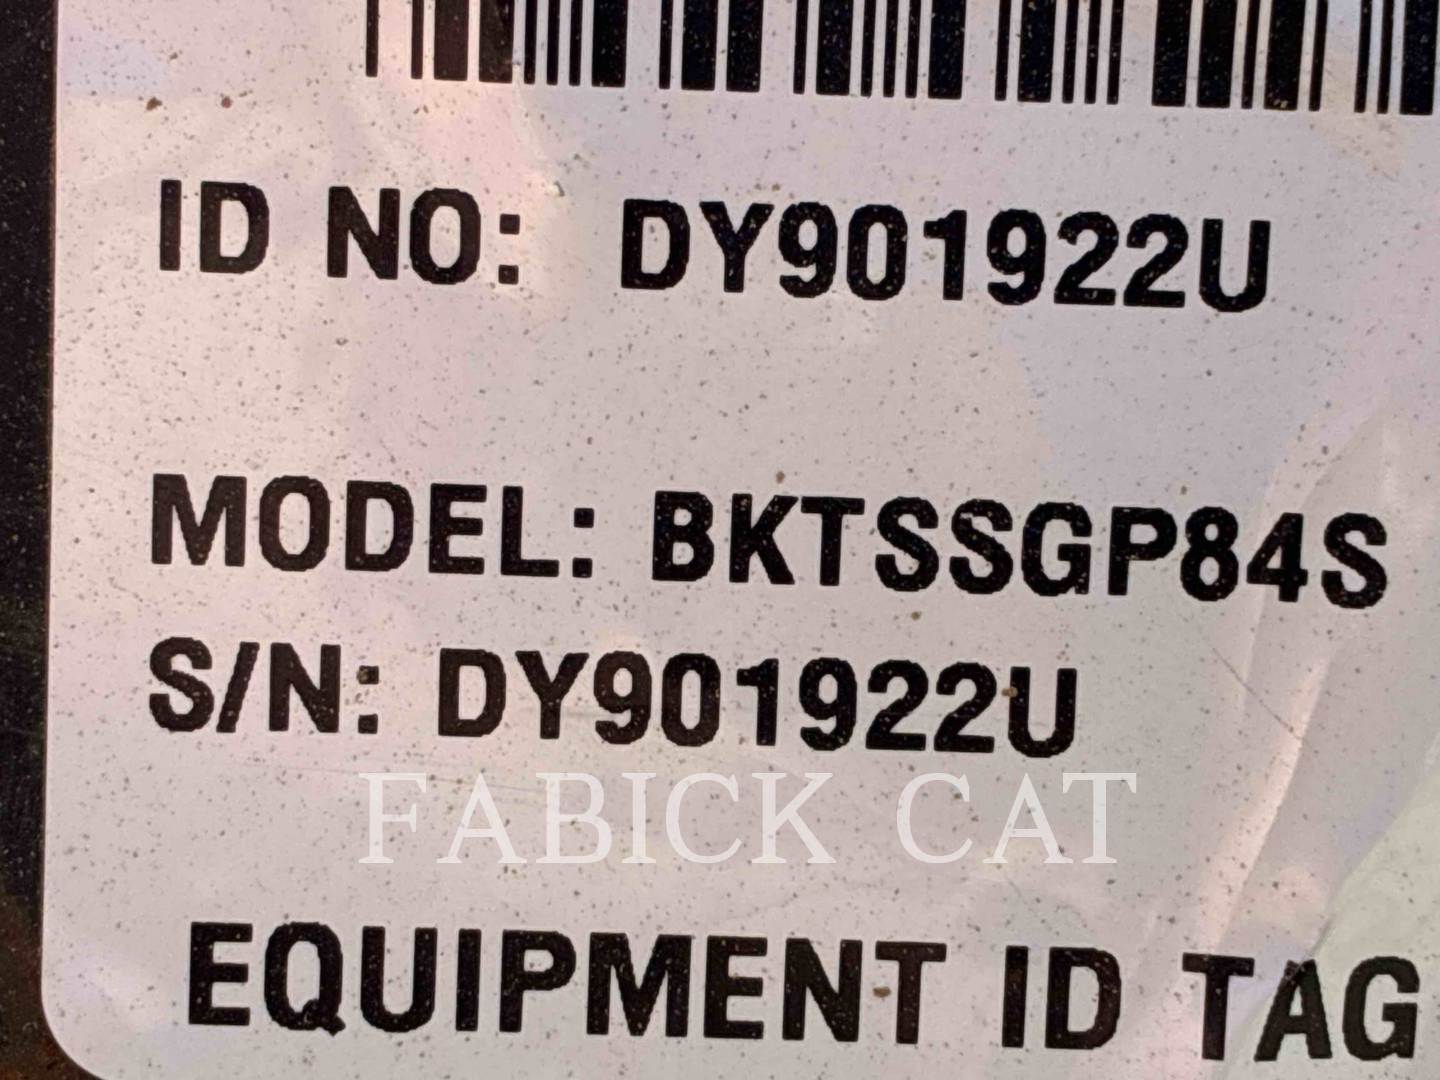 ID NO: DY901922U
MODEL: BKTSSGP84S
S/N: DY901922U
FABICK CAT
EQUIPMENT ID TAG